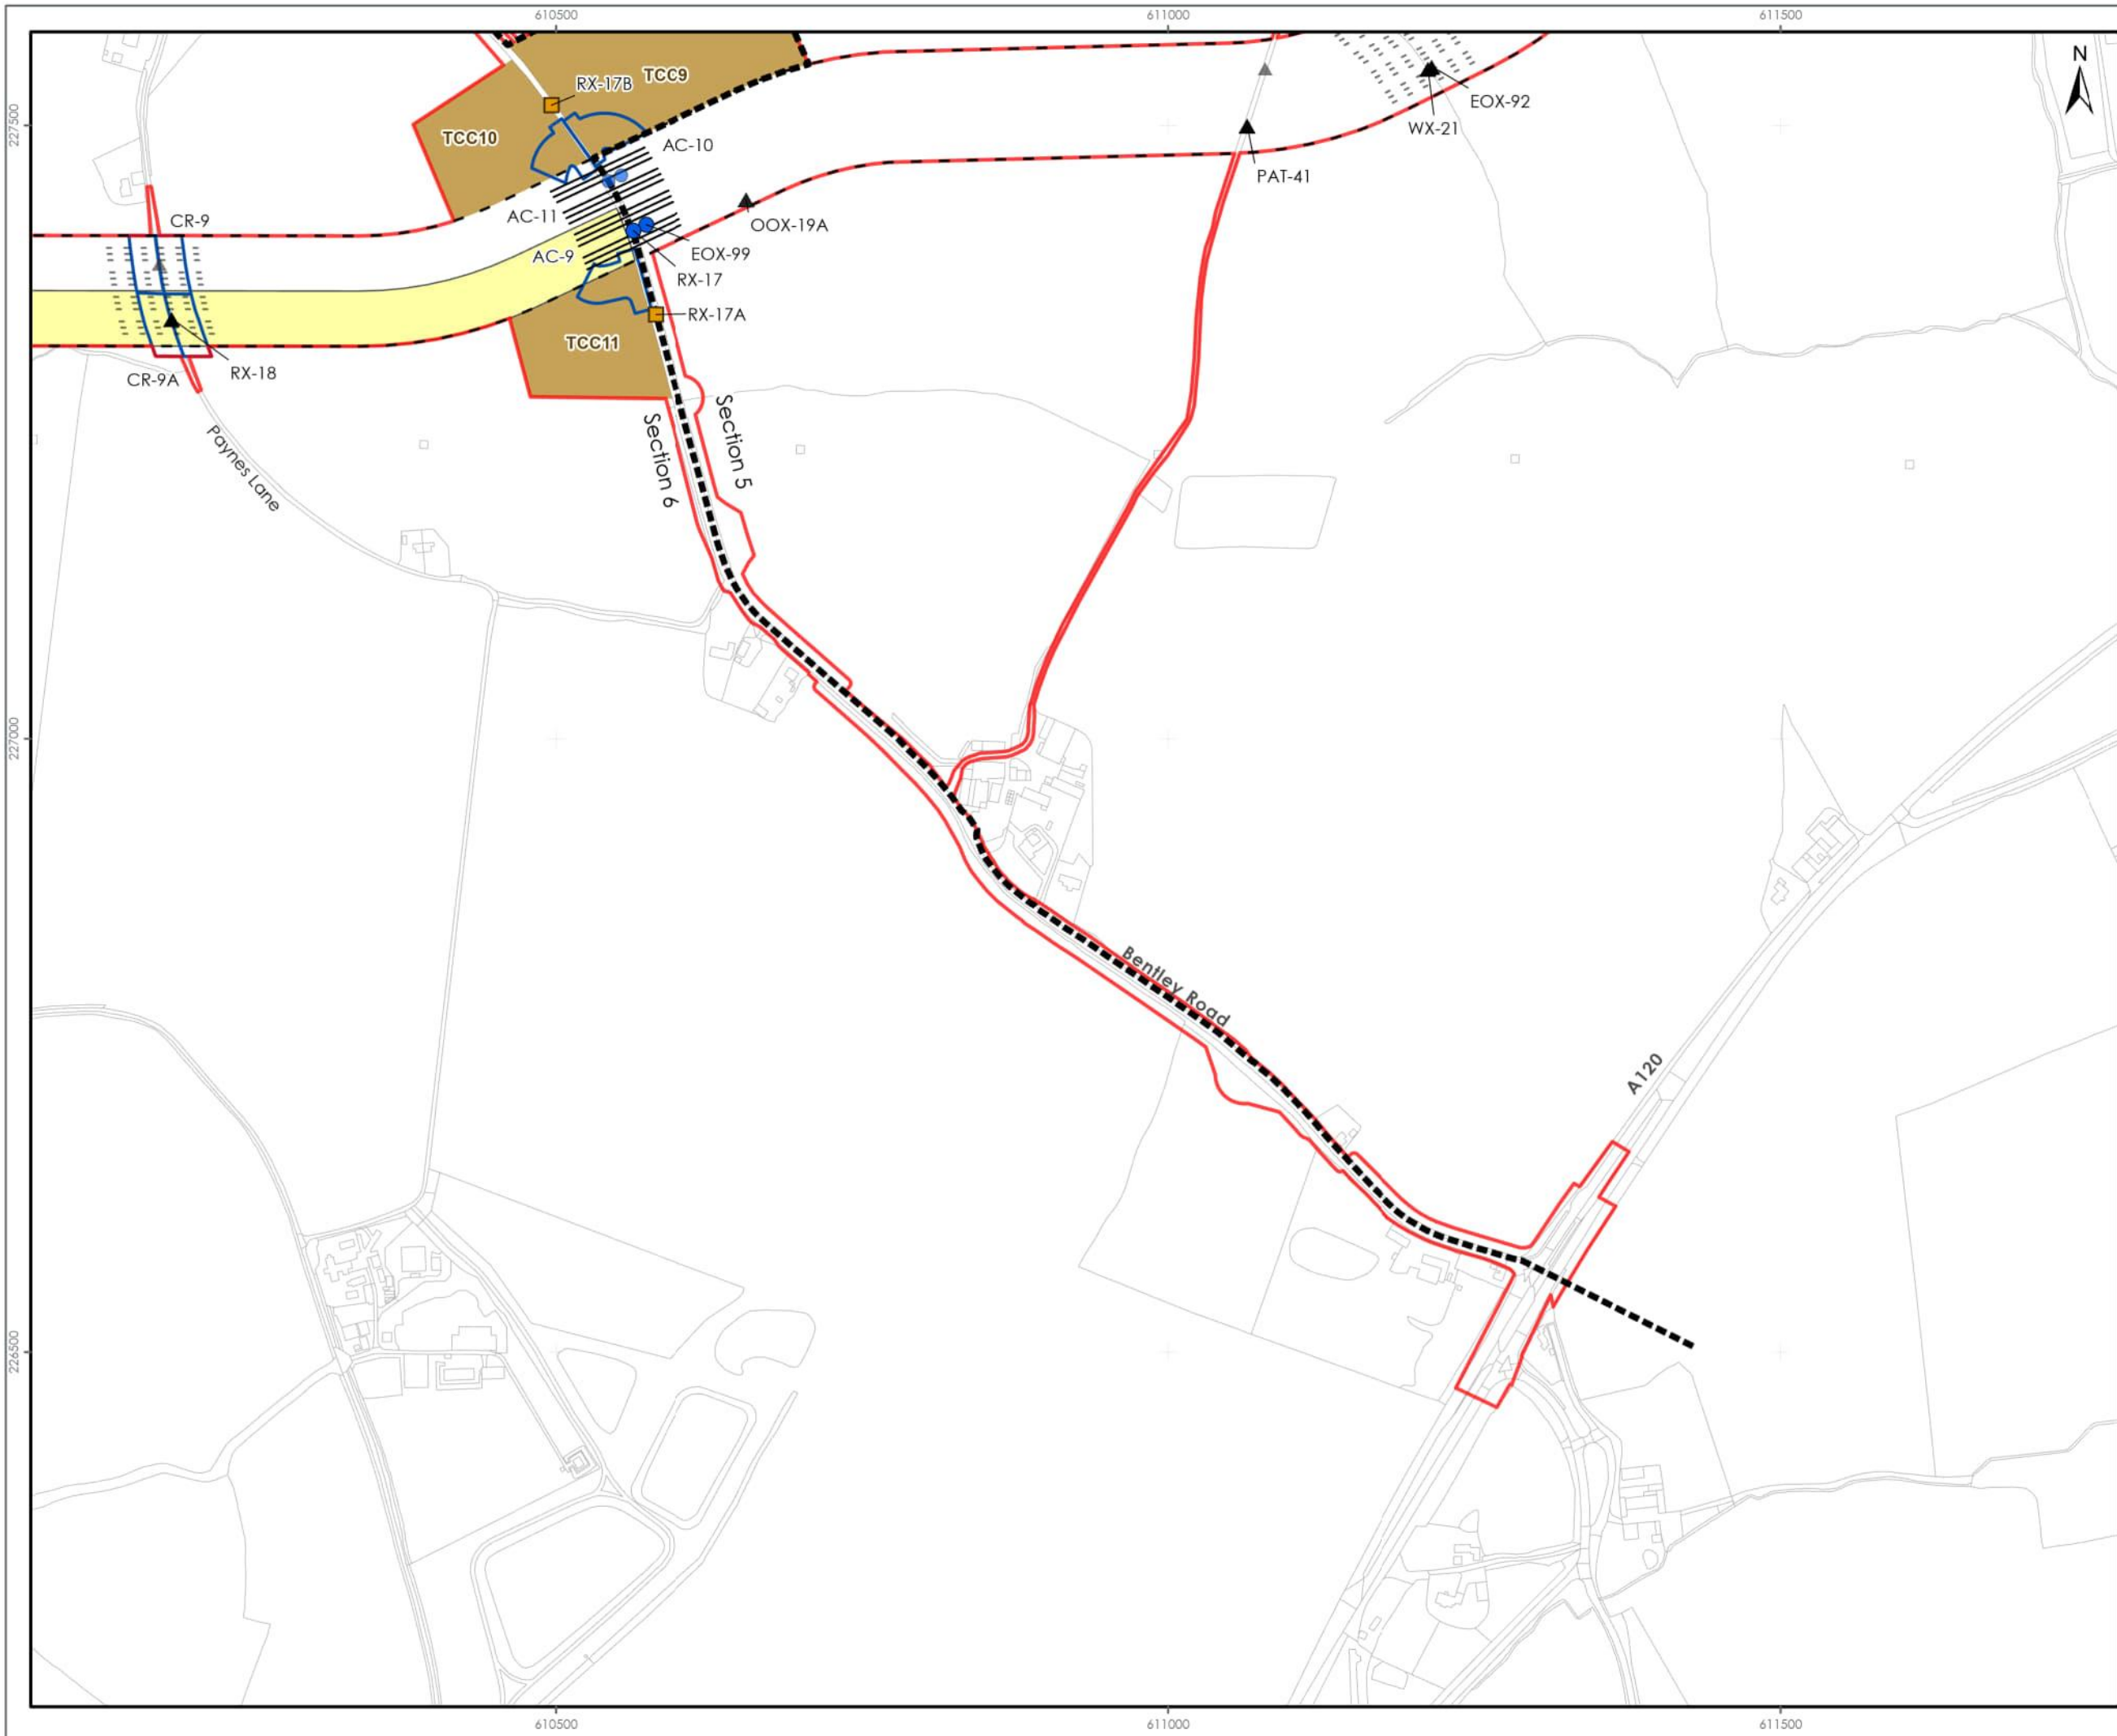 610500
611000
611500
N
TCC9
RX-17B
EOX-92
227500
WX-21
TCC10
AC-10
PAT-41
CR-9
AC-11
OOX-19A
AC-9
EOX-99
RX-17
RX-17A
TCC11
CR-9A
RX-18
Section 5
Section 6
Paynes Lane
227000
Bentley Road
A120
226500
610500
611000
611500